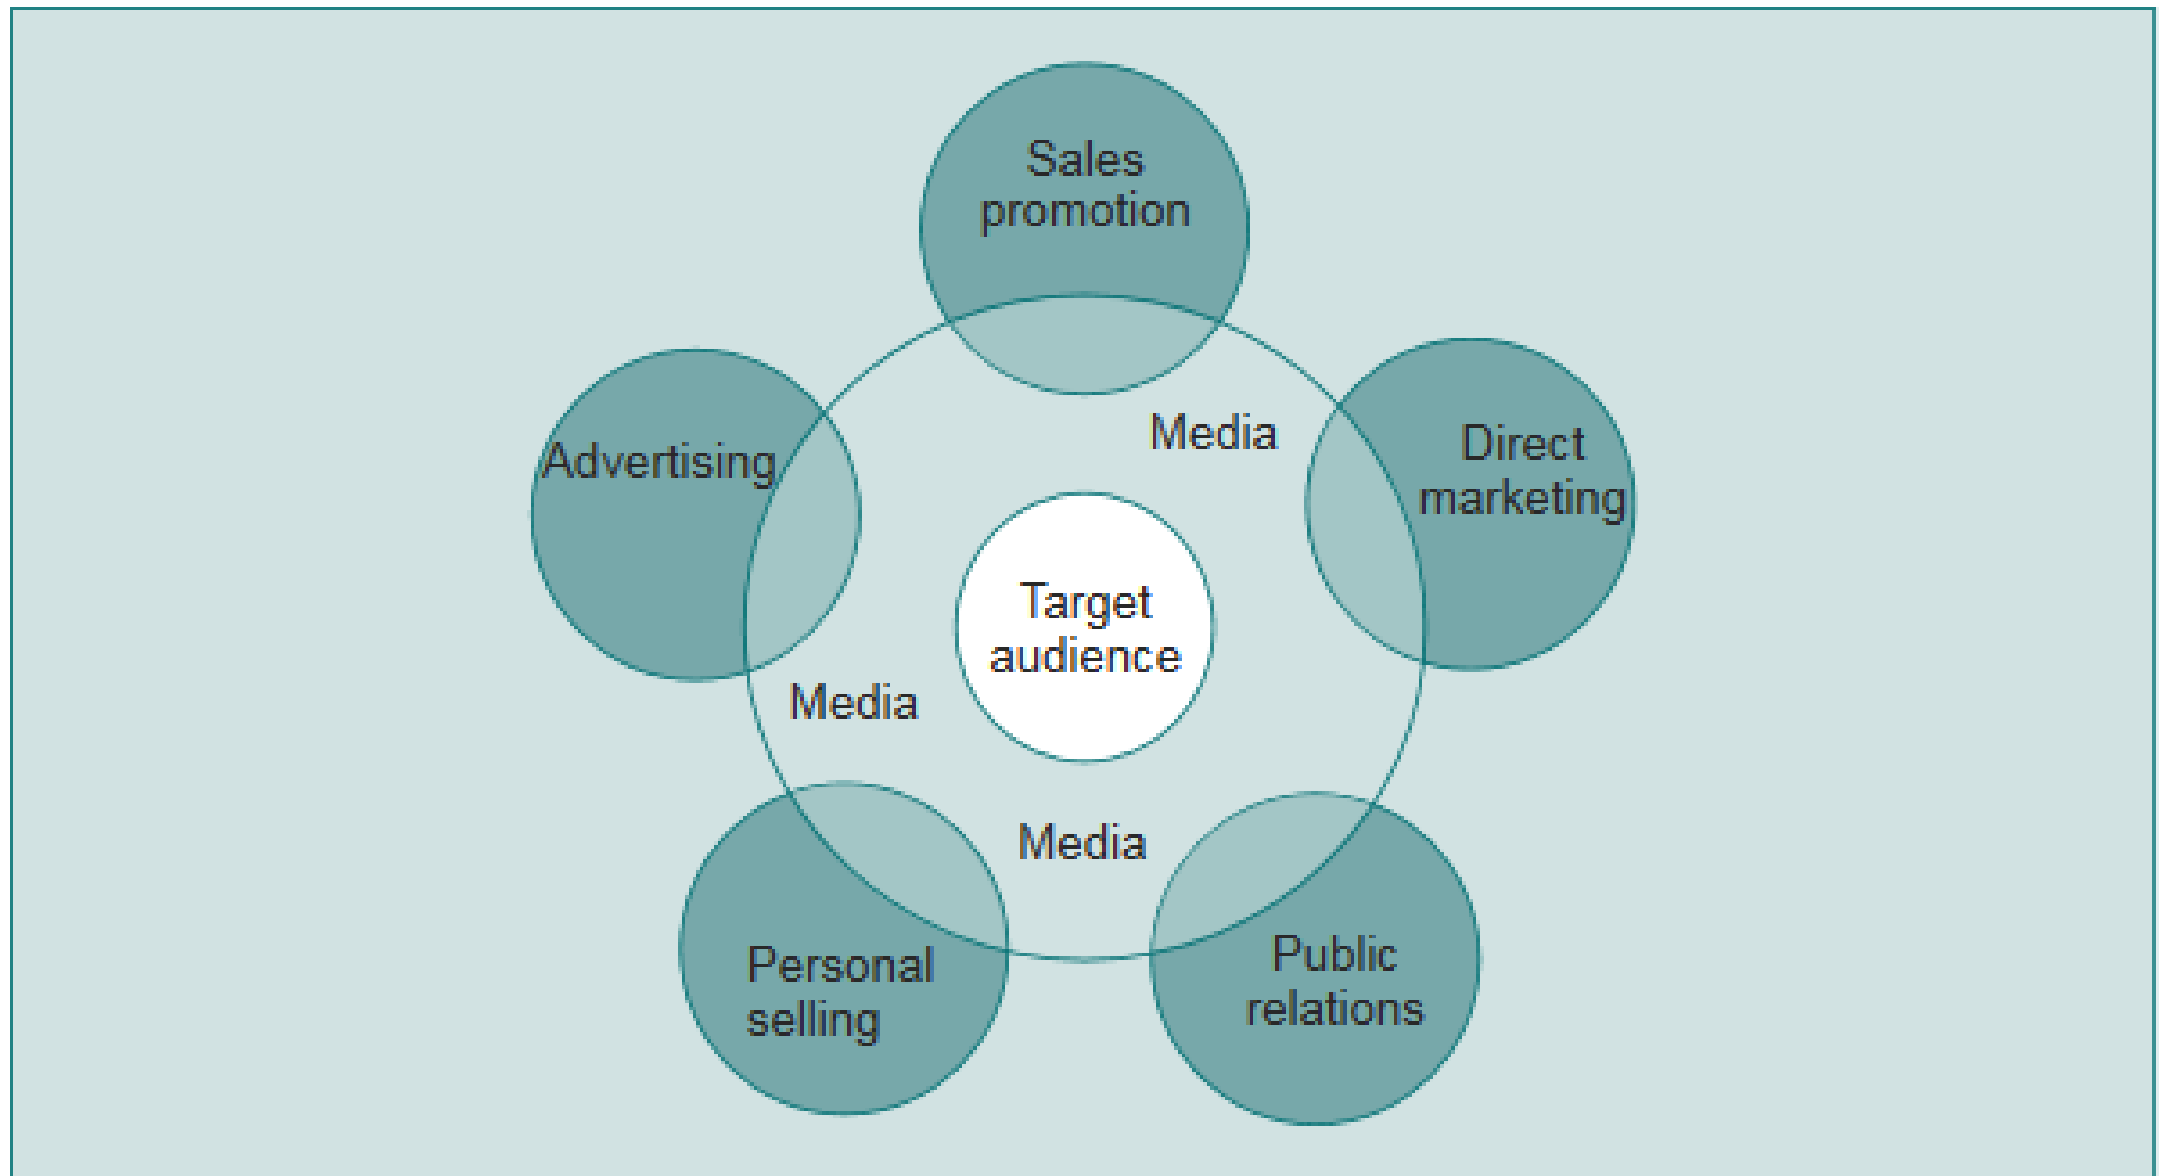 Sales
promotion
Advertising
Media
Direct
marketing
Target
audience
Media
Media
Personal
selling
Public
relations